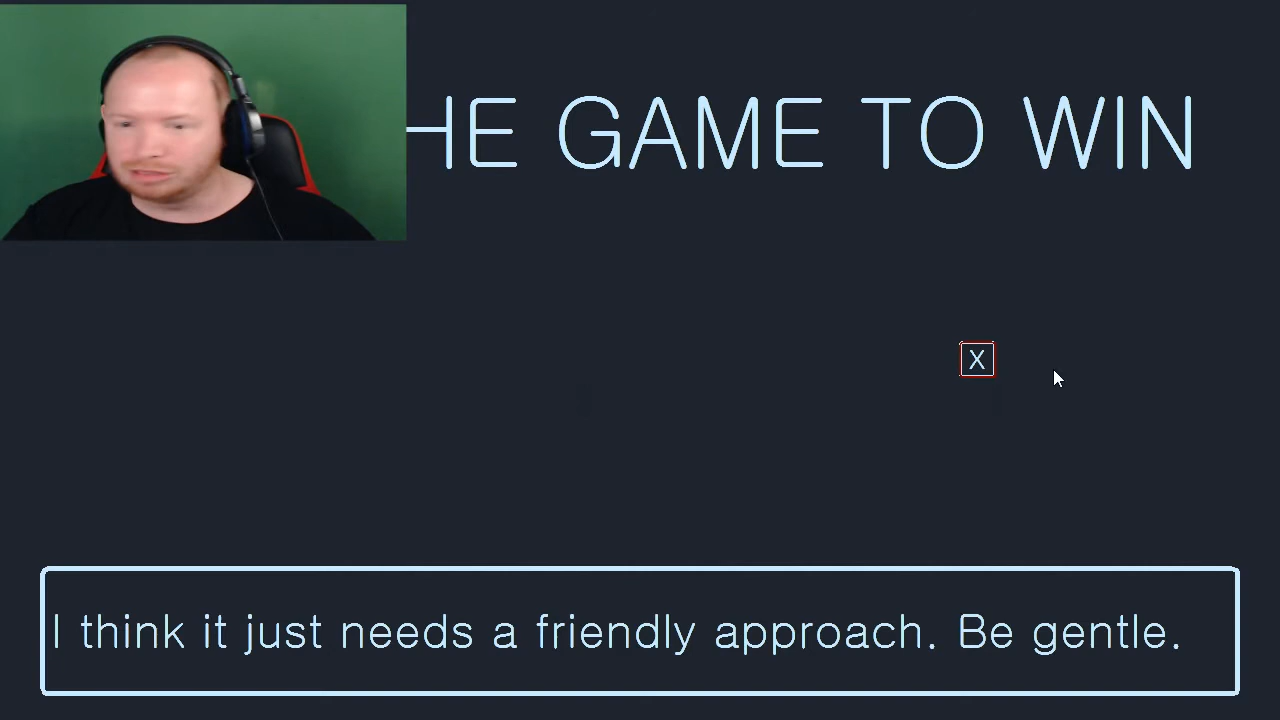 HE GAME TO WIN
X
I think it just needs a friendly approach. Be gentle.